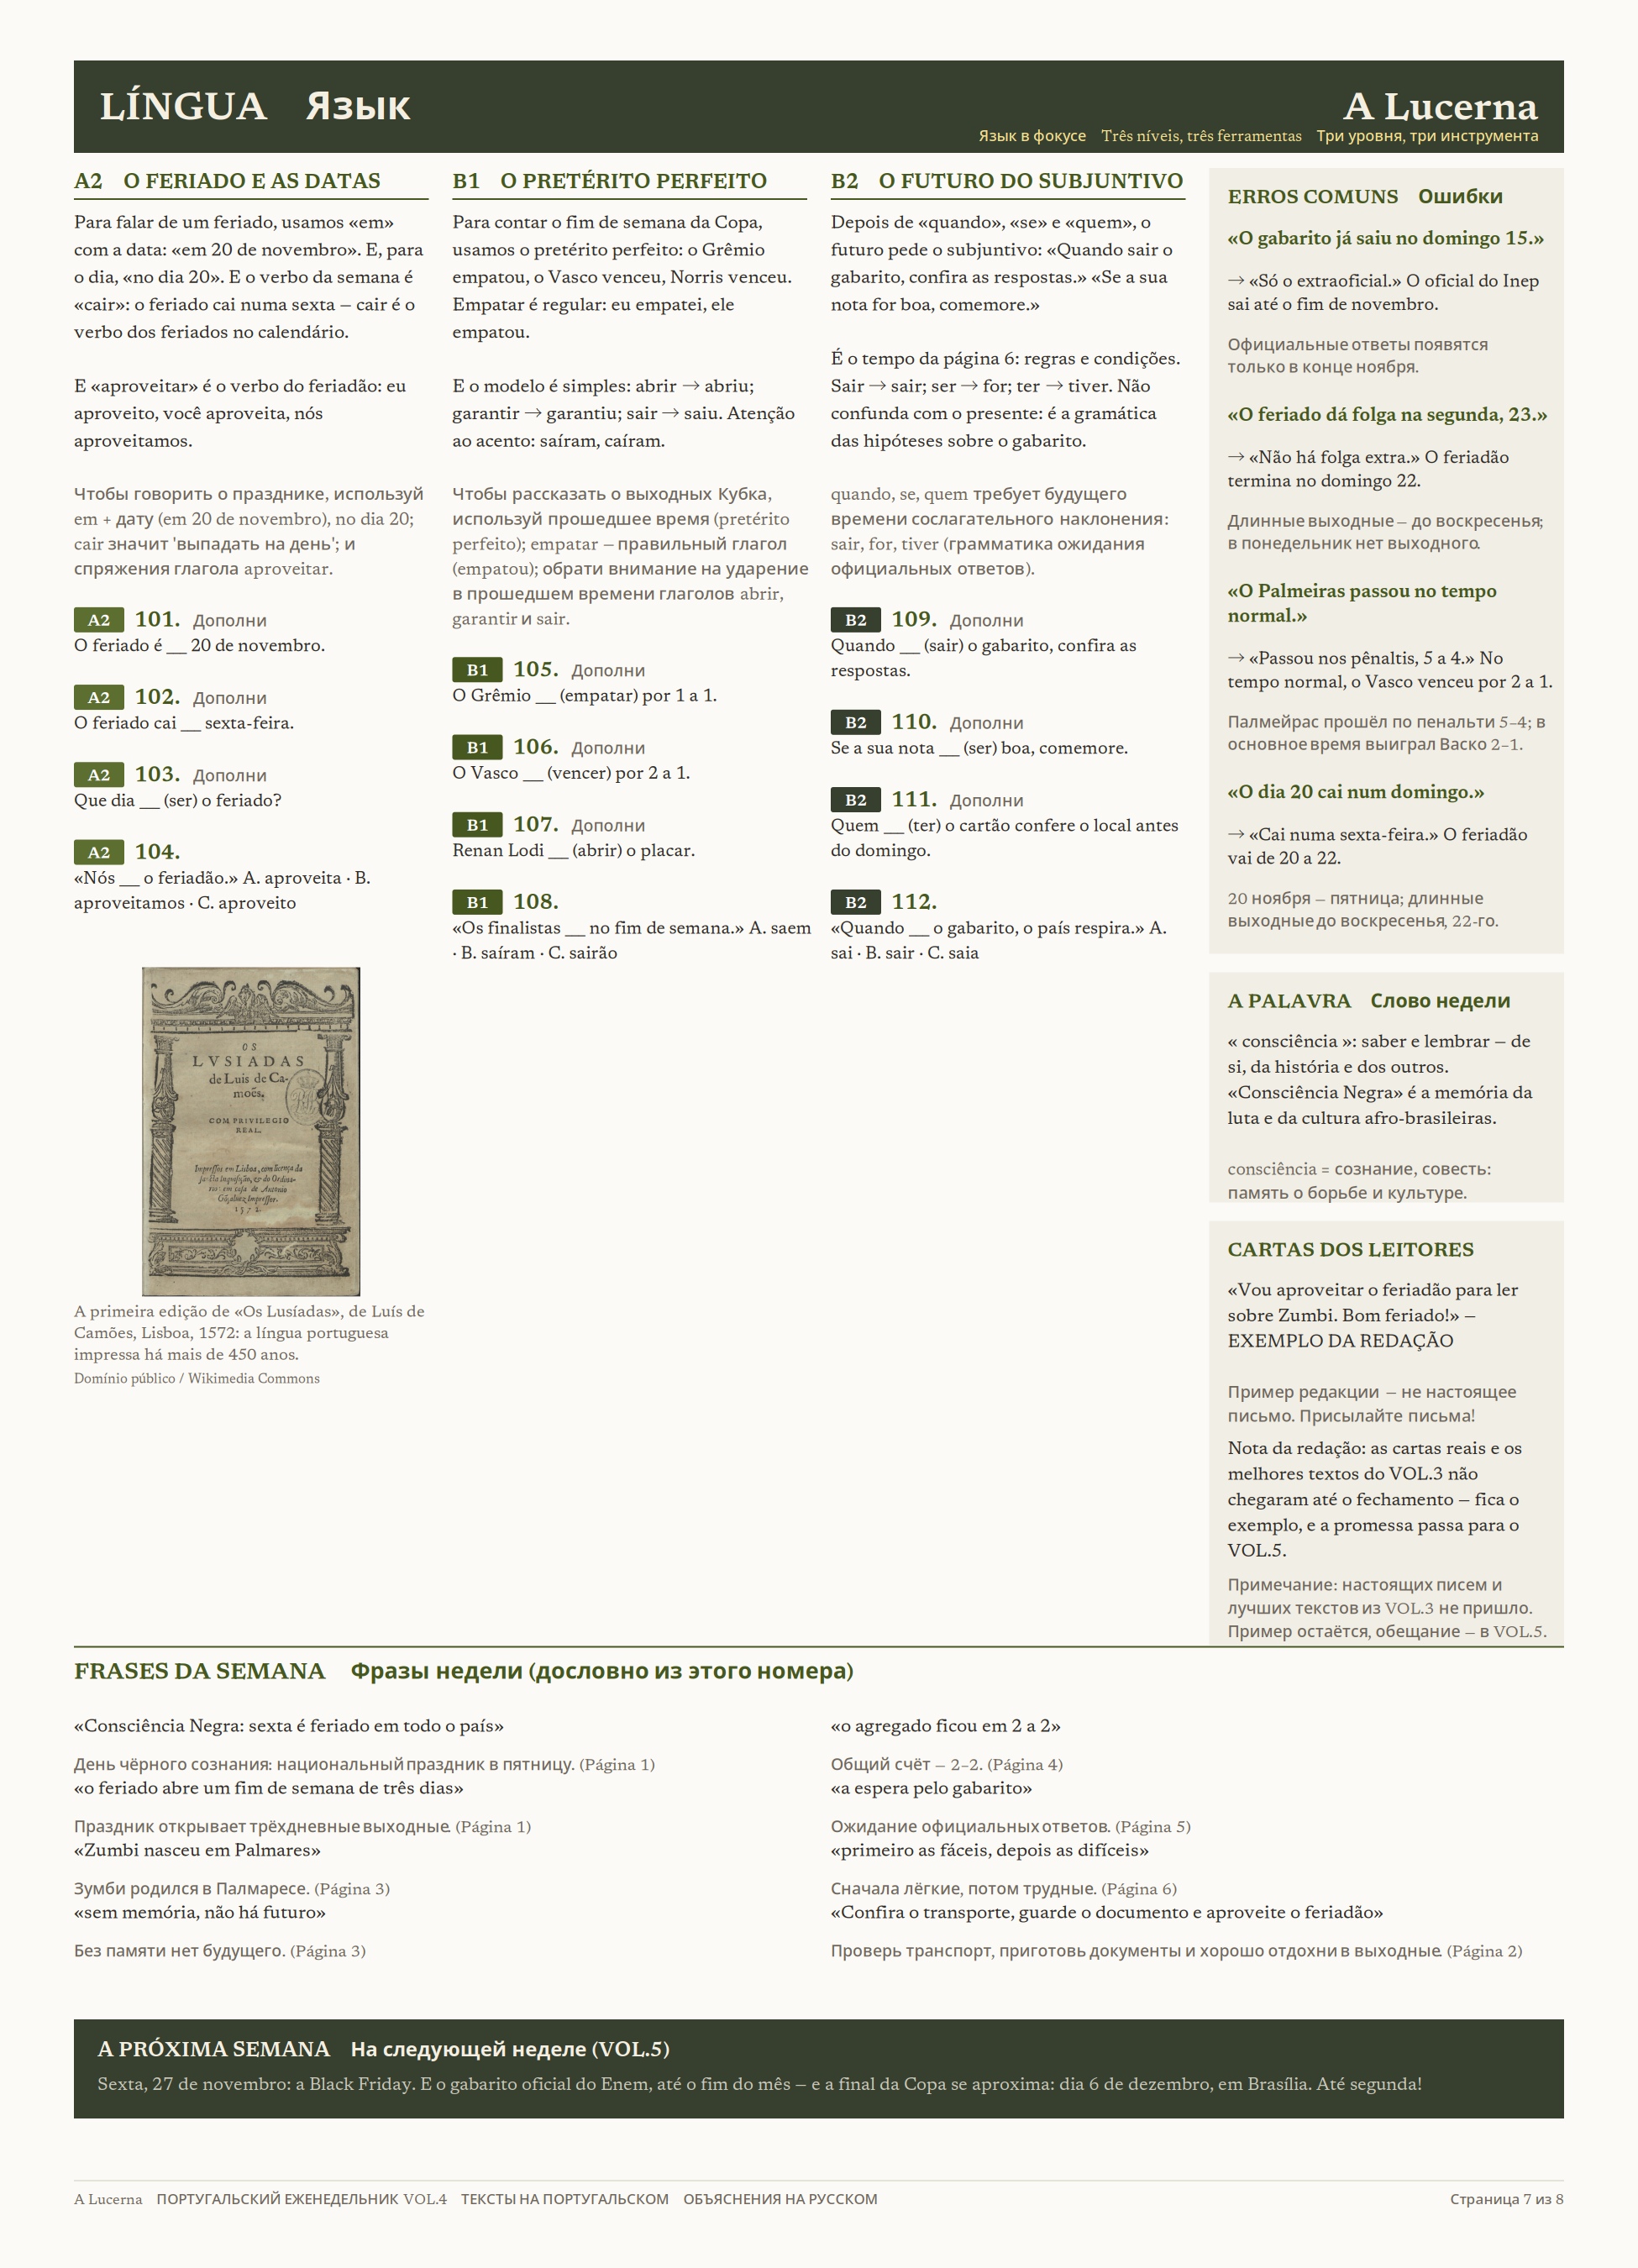 LÍNGUA Язык
A Lucerna
Язык в фокусе Três níveis, três ferramentas Три уровня, три инструмента
A2 O FERIADO E AS DATAS
Para falar de um feriado, usamos «em»
com a data: «em 20 de novembro». E, para
o dia, «no dia 20». E o verbo da semana é
«cair»: o feriado cai numa sexta – cair é o
verbo dos feriados no calendário.
E «aproveitar» é o verbo do feriadão: eu
aproveito, você aproveita, nós
aproveitamos.
Чтобы говорить о празднике, используй
em + дату (em 20 de novembro), no dia 20;
cair значит 'выпадать на день'; и
спряжения глагола aproveitar.
A2 101. Дополни
O feriado é __ 20 de novembro.
A2 102. Дополни
O feriado cai __ sexta-feira.
A2 103. Дополни
Que dia __ (ser) o feriado?
A2 104.
«Nós __ o feriadão.» A. aproveita · B.
aproveitamos · C. aproveito
OS
LVSIADAS
de Luis de Ca-
moẽs.
COM PRIVILEGIO
REAL.
Impressos em Lisboa, com licença da
sancta Inquisição, & do Ordina-
rio: em casa de Antonio
Gõçaluez Impressor.
1572.
A primeira edição de «Os Lusíadas», de Luís de
Camões, Lisboa, 1572: a língua portuguesa
impressa há mais de 450 anos.
Domínio público / Wikimedia Commons
B1 O PRETÉRITO PERFEITO
Para contar o fim de semana da Copa,
usamos o pretérito perfeito: o Grêmio
empatou, o Vasco venceu, Norris venceu.
Empatar é regular: eu empatei, ele
empatou.
E o modelo é simples: abrir → abriu;
garantir → garantiu; sair → saiu. Atenção
ao acento: saíram, caíram.
Чтобы рассказать о выходных Кубка,
используй прошедшее время (pretérito
perfeito); empatar – правильный глагол
(empatou); обрати внимание на ударение
в прошедшем времени глаголов abrir,
garantir и sair.
B1 105. Дополни
O Grêmio __ (empatar) por 1 a 1.
B1 106. Дополни
O Vasco __ (vencer) por 2 a 1.
B1 107. Дополни
Renan Lodi __ (abrir) o placar.
B1 108.
«Os finalistas __ no fim de semana.» A. saem
· B. saíram · C. sairão
B2 O FUTURO DO SUBJUNTIVO
Depois de «quando», «se» e «quem», o
futuro pede o subjuntivo: «Quando sair o
gabarito, confira as respostas.» «Se a sua
nota for boa, comemore.»
É o tempo da página 6: regras e condições.
Sair → sair; ser → for; ter → tiver. Não
confunda com o presente: é a gramática
das hipóteses sobre o gabarito.
quando, se, quem требует будущего
времени сослагательного наклонения:
sair, for, tiver (грамматика ожидания
официальных ответов).
B2 109. Дополни
Quando __ (sair) o gabarito, confira as
respostas.
B2 110. Дополни
Se a sua nota __ (ser) boa, comemore.
B2 111. Дополни
Quem __ (ter) o cartão confere o local antes
do domingo.
B2 112.
«Quando __ o gabarito, o país respira.» A.
sai · B. sair · C. saia
ERROS COMUNS Ошибки
«O gabarito já saiu no domingo 15.»
→ «Só o extraoficial.» O oficial do Inep
sai até o fim de novembro.
Официальные ответы появятся
только в конце ноября.
«O feriado dá folga na segunda, 23.»
→ «Não há folga extra.» O feriadão
termina no domingo 22.
Длинные выходные – до воскресенья;
в понедельник нет выходного.
«O Palmeiras passou no tempo
normal.»
→ «Passou nos pênaltis, 5 a 4.» No
tempo normal, o Vasco venceu por 2 a 1.
Палмейрас прошёл по пенальти 5–4; в
основное время выиграл Васко 2–1.
«O dia 20 cai num domingo.»
→ «Cai numa sexta-feira.» O feriadão
vai de 20 a 22.
20 ноября – пятница; длинные
выходные до воскресенья, 22-го.
A PALAVRA Слово недели
« consciência »: saber e lembrar – de
si, da história e dos outros.
«Consciência Negra» é a memória da
luta e da cultura afro-brasileiras.
consciência = сознание, совесть:
память о борьбе и культуре.
CARTAS DOS LEITORES
«Vou aproveitar o feriadão para ler
sobre Zumbi. Bom feriado!» –
EXEMPLO DA REDAÇÃO
Пример редакции – не настоящее
письмо. Присылайте письма!
Nota da redação: as cartas reais e os
melhores textos do VOL.3 não
chegaram até o fechamento – fica o
exemplo, e a promessa passa para o
VOL.5.
Примечание: настоящих писем и
лучших текстов из VOL.3 не пришло.
Пример остаётся, обещание – в VOL.5.
FRASES DA SEMANA Фразы недели (дословно из этого номера)
«Consciência Negra: sexta é feriado em todo o país»
День чёрного сознания: национальный праздник в пятницу. (Página 1)
«o feriado abre um fim de semana de três dias»
Праздник открывает трёхдневные выходные. (Página 1)
«Zumbi nasceu em Palmares»
Зумби родился в Палмаресе. (Página 3)
«sem memória, não há futuro»
Без памяти нет будущего. (Página 3)
«o agregado ficou em 2 a 2»
Общий счёт – 2–2. (Página 4)
«a espera pelo gabarito»
Ожидание официальных ответов. (Página 5)
«primeiro as fáceis, depois as difíceis»
Сначала лёгкие, потом трудные. (Página 6)
«Confira o transporte, guarde o documento e aproveite o feriadão»
Проверь транспорт, приготовь документы и хорошо отдохни в выходные. (Página 2)
A PRÓXIMA SEMANA На следующей неделе (VOL.5)
Sexta, 27 de novembro: a Black Friday. E o gabarito oficial do Enem, até o fim do mês – e a final da Copa se aproxima: dia 6 de dezembro, em Brasília. Até segunda!
A Lucerna ПОРТУГАЛЬСКИЙ ЕЖЕНЕДЕЛЬНИК VOL.4 ТЕКСТЫ НА ПОРТУГАЛЬСКОМ ОБЪЯСНЕНИЯ НА РУССКОМ
Страница 7 из 8